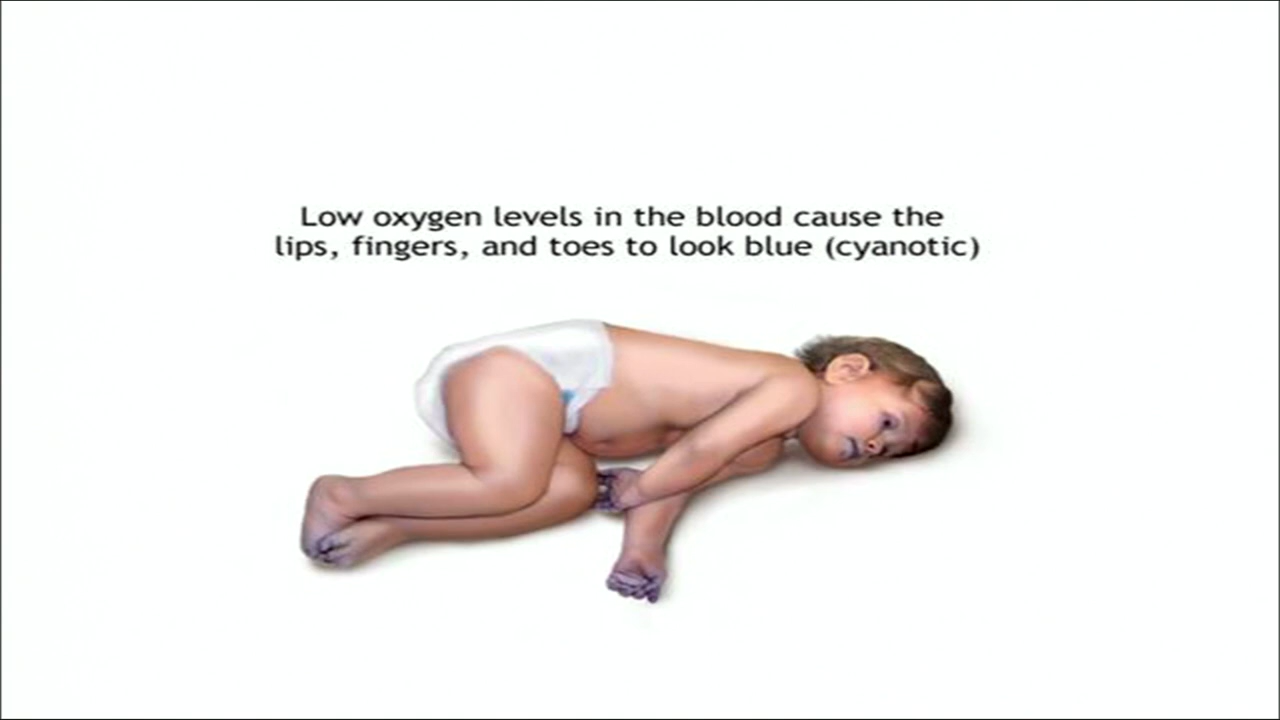 Low oxygen levels in the blood cause the
lips, fingers, and toes to look blue (cyanotic)